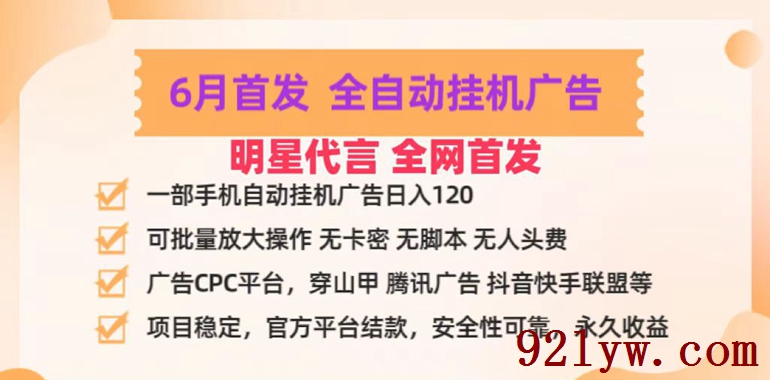 6月首发 全自动挂机广告
明星代言 全网首发
一部手机自动挂机广告日入120
可批量放大操作 无卡密 无脚本 无人头费
广告CPC平台，穿山甲 腾讯广告 抖音快手联盟等
项目稳定，官方平台结款，安全性可靠，永久收益
921yw.com